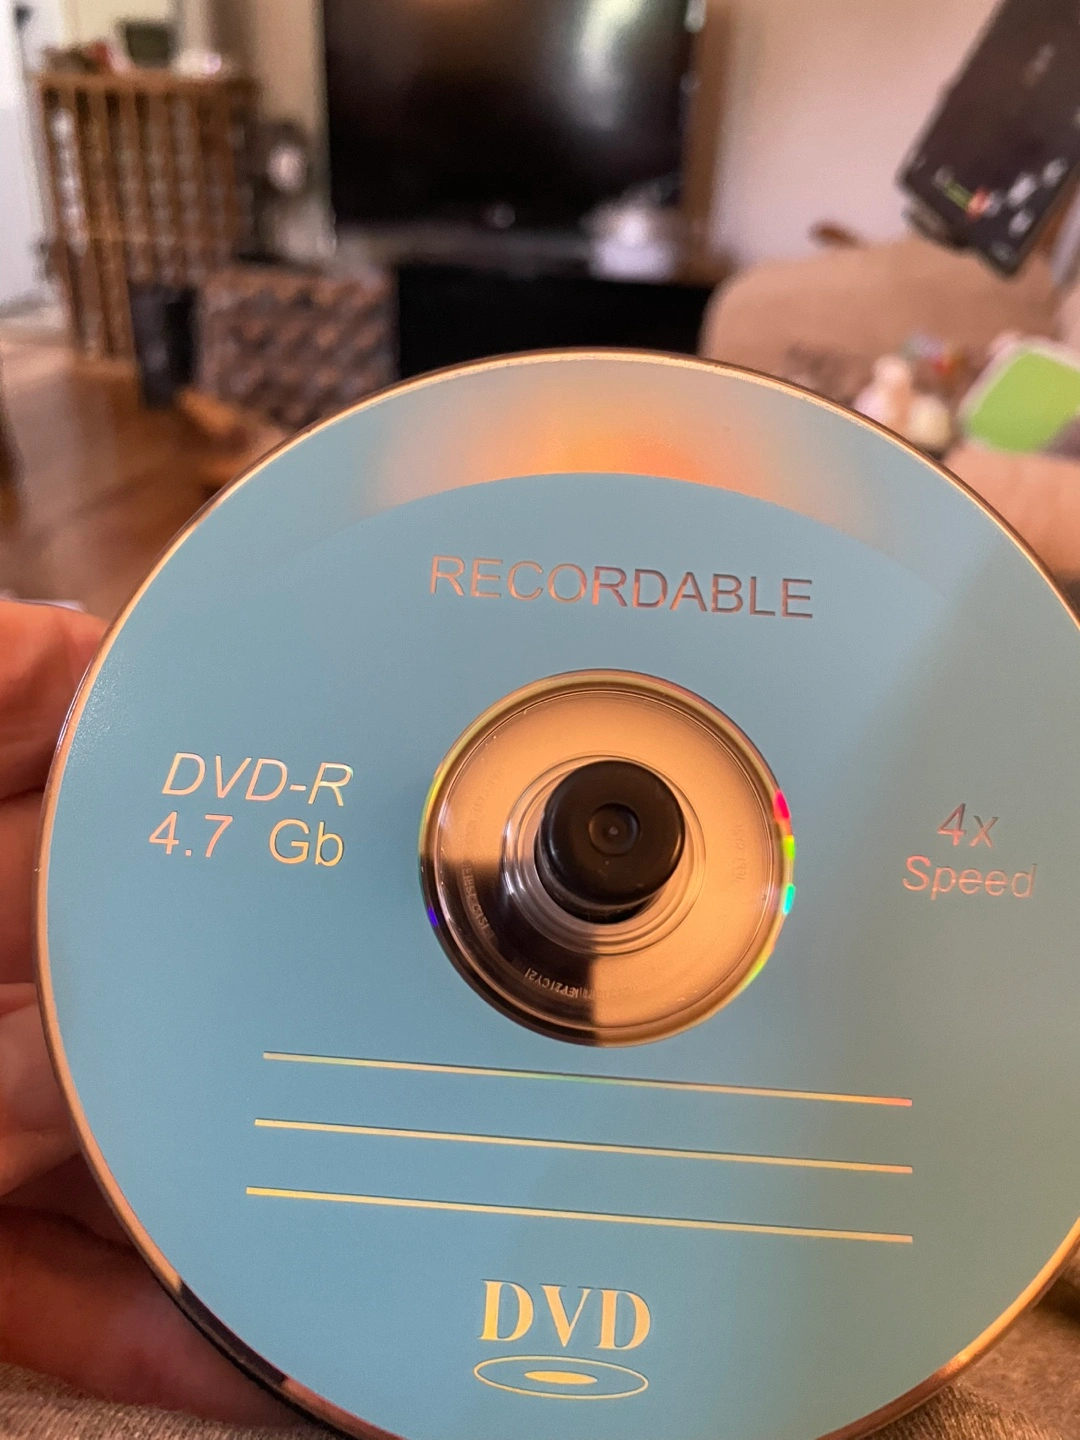 RECORDABLE
DVD-R
4.7 Gb
4x
Speed
DVD